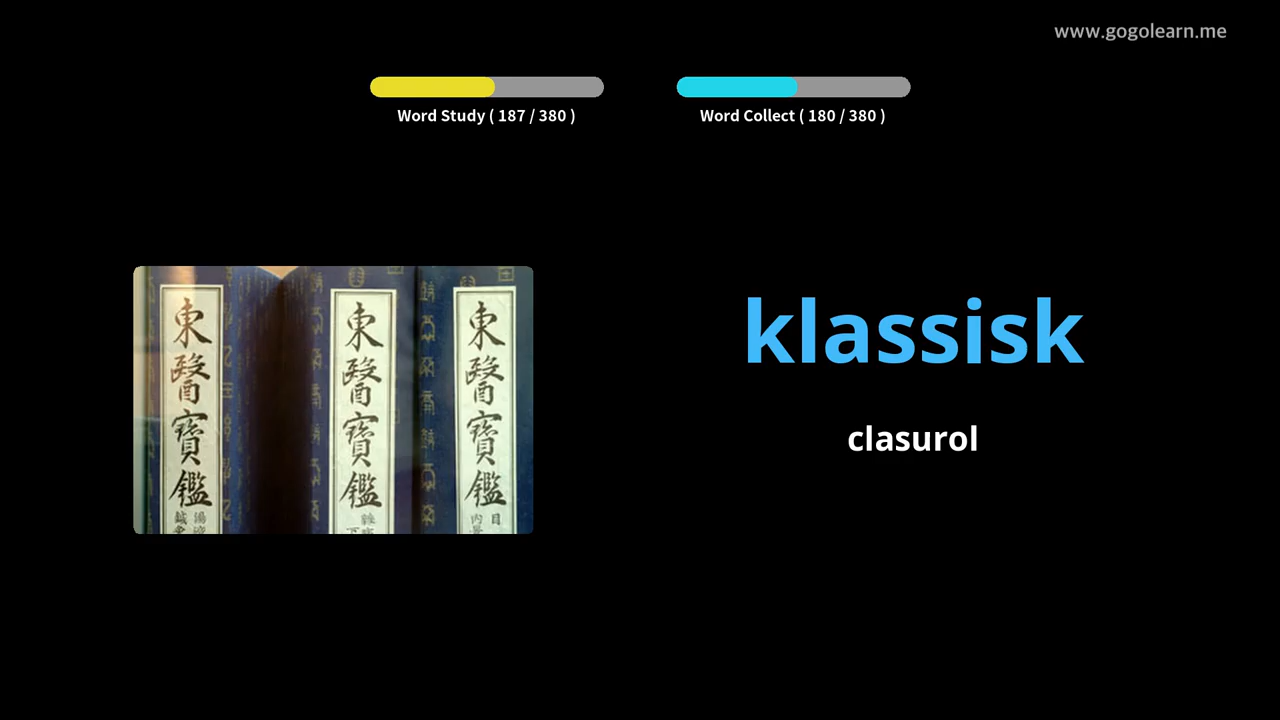 www.gogolearn.me
Word Study ( 187 / 380 )
Word Collect ( 180 / 380 )
東醫寶鑑
東醫寶鑑
東醫寶鑑
klassisk
clasurol